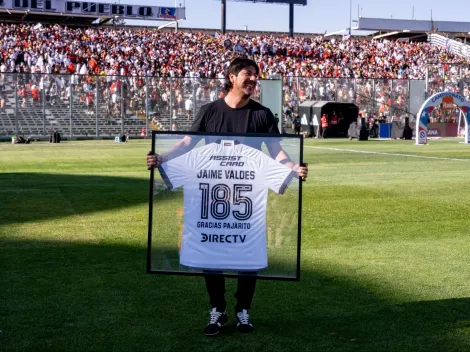 DEL PUEBLO
ASSIST
CARD
JAIME VALDES
185
GRACIAS PAJARITO
DIRECTV